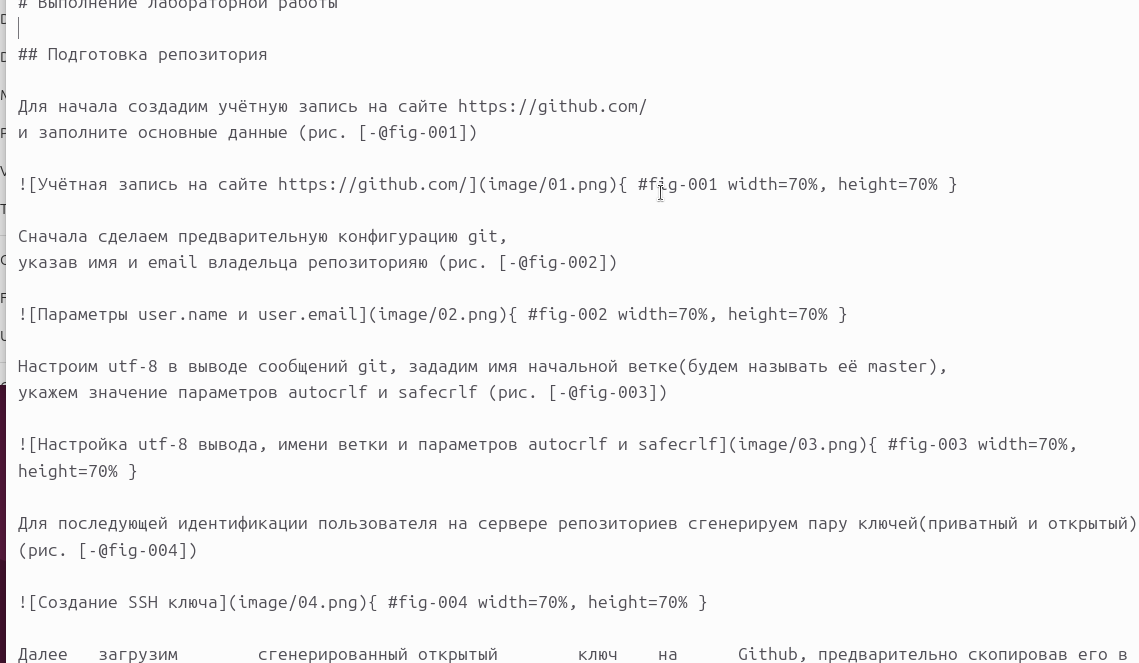 # Выполнение лабораторной работы
## Подготовка репозитория
Для начала создадим учётную запись на сайте https://github.com/
и заполните основные данные (рис. [-@fig-001])
![Учётная запись на сайте https://github.com/](image/01.png){ #fig-001 width=70%, height=70% }
Сначала сделаем предварительную конфигурацию git,
указав имя и email владельца репозиторияю (рис. [-@fig-002])
![Параметры user.name и user.email](image/02.png){ #fig-002 width=70%, height=70% }
Настроим utf-8 в выводе сообщений git, зададим имя начальной ветке(будем называть её master),
укажем значение параметров autocrlf и safecrlf (рис. [-@fig-003])
![Настройка utf-8 вывода, имени ветки и параметров autocrlf и safecrlf](image/03.png){ #fig-003 width=70%,
height=70% }
Для последующей идентификации пользователя на сервере репозиториев сгенерируем пару ключей(приватный и открытый)
(рис. [-@fig-004])
![Создание SSH ключа](image/04.png){ #fig-004 width=70%, height=70% }
Далее загрузим сгенерированный открытый ключ на Github, предварительно скопировав его в